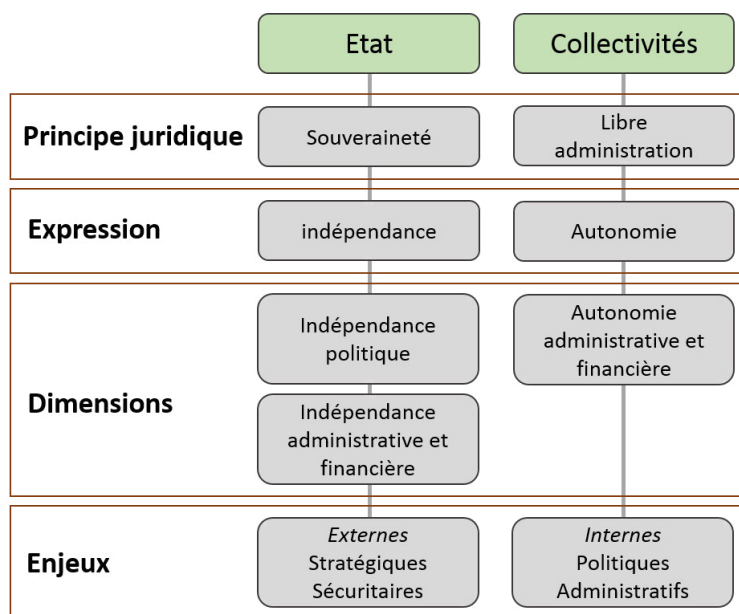 Etat
Collectivités
Principe juridique
Souveraineté
Libre
administration
Expression
indépendance
Autonomie
Dimensions
Indépendance
politique
Autonomie
administrative et
financière
Indépendance
administrative et
financière
Enjeux
Externes
Stratégiques
Sécuritaires
Internes
Politiques
Administratifs